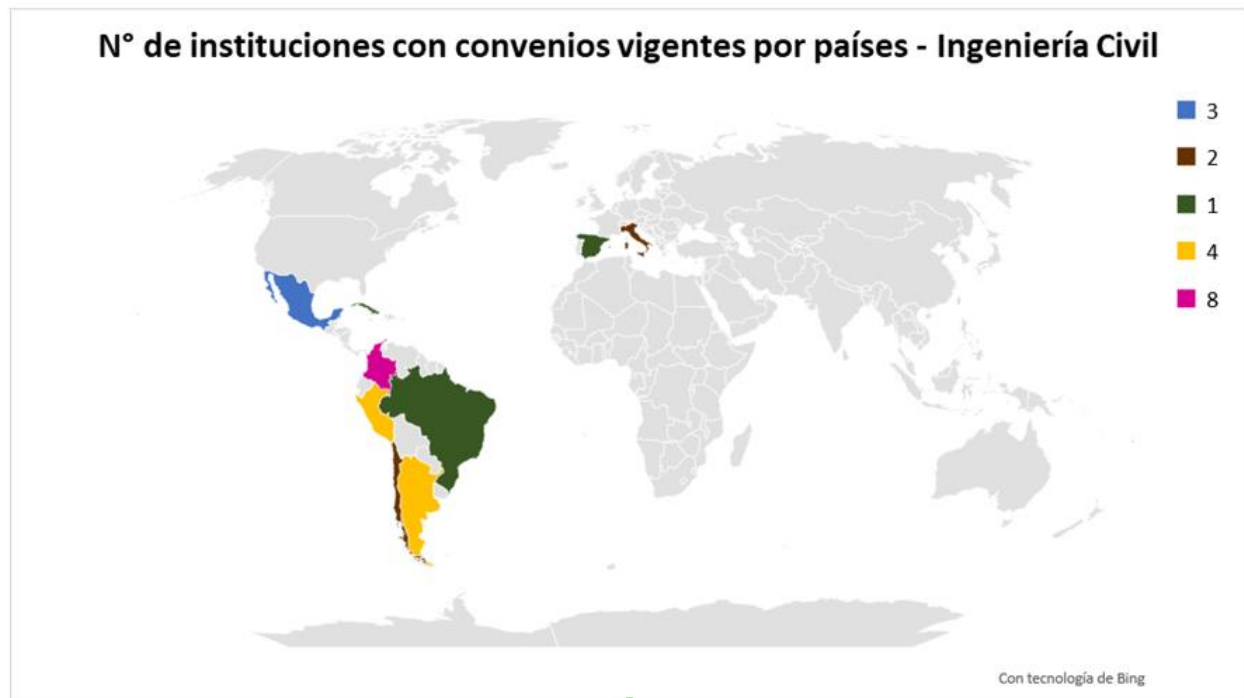 N° de instituciones con convenios vigentes por países - Ingeniería Civil
3
2
1
4
8
Con tecnología de Bing